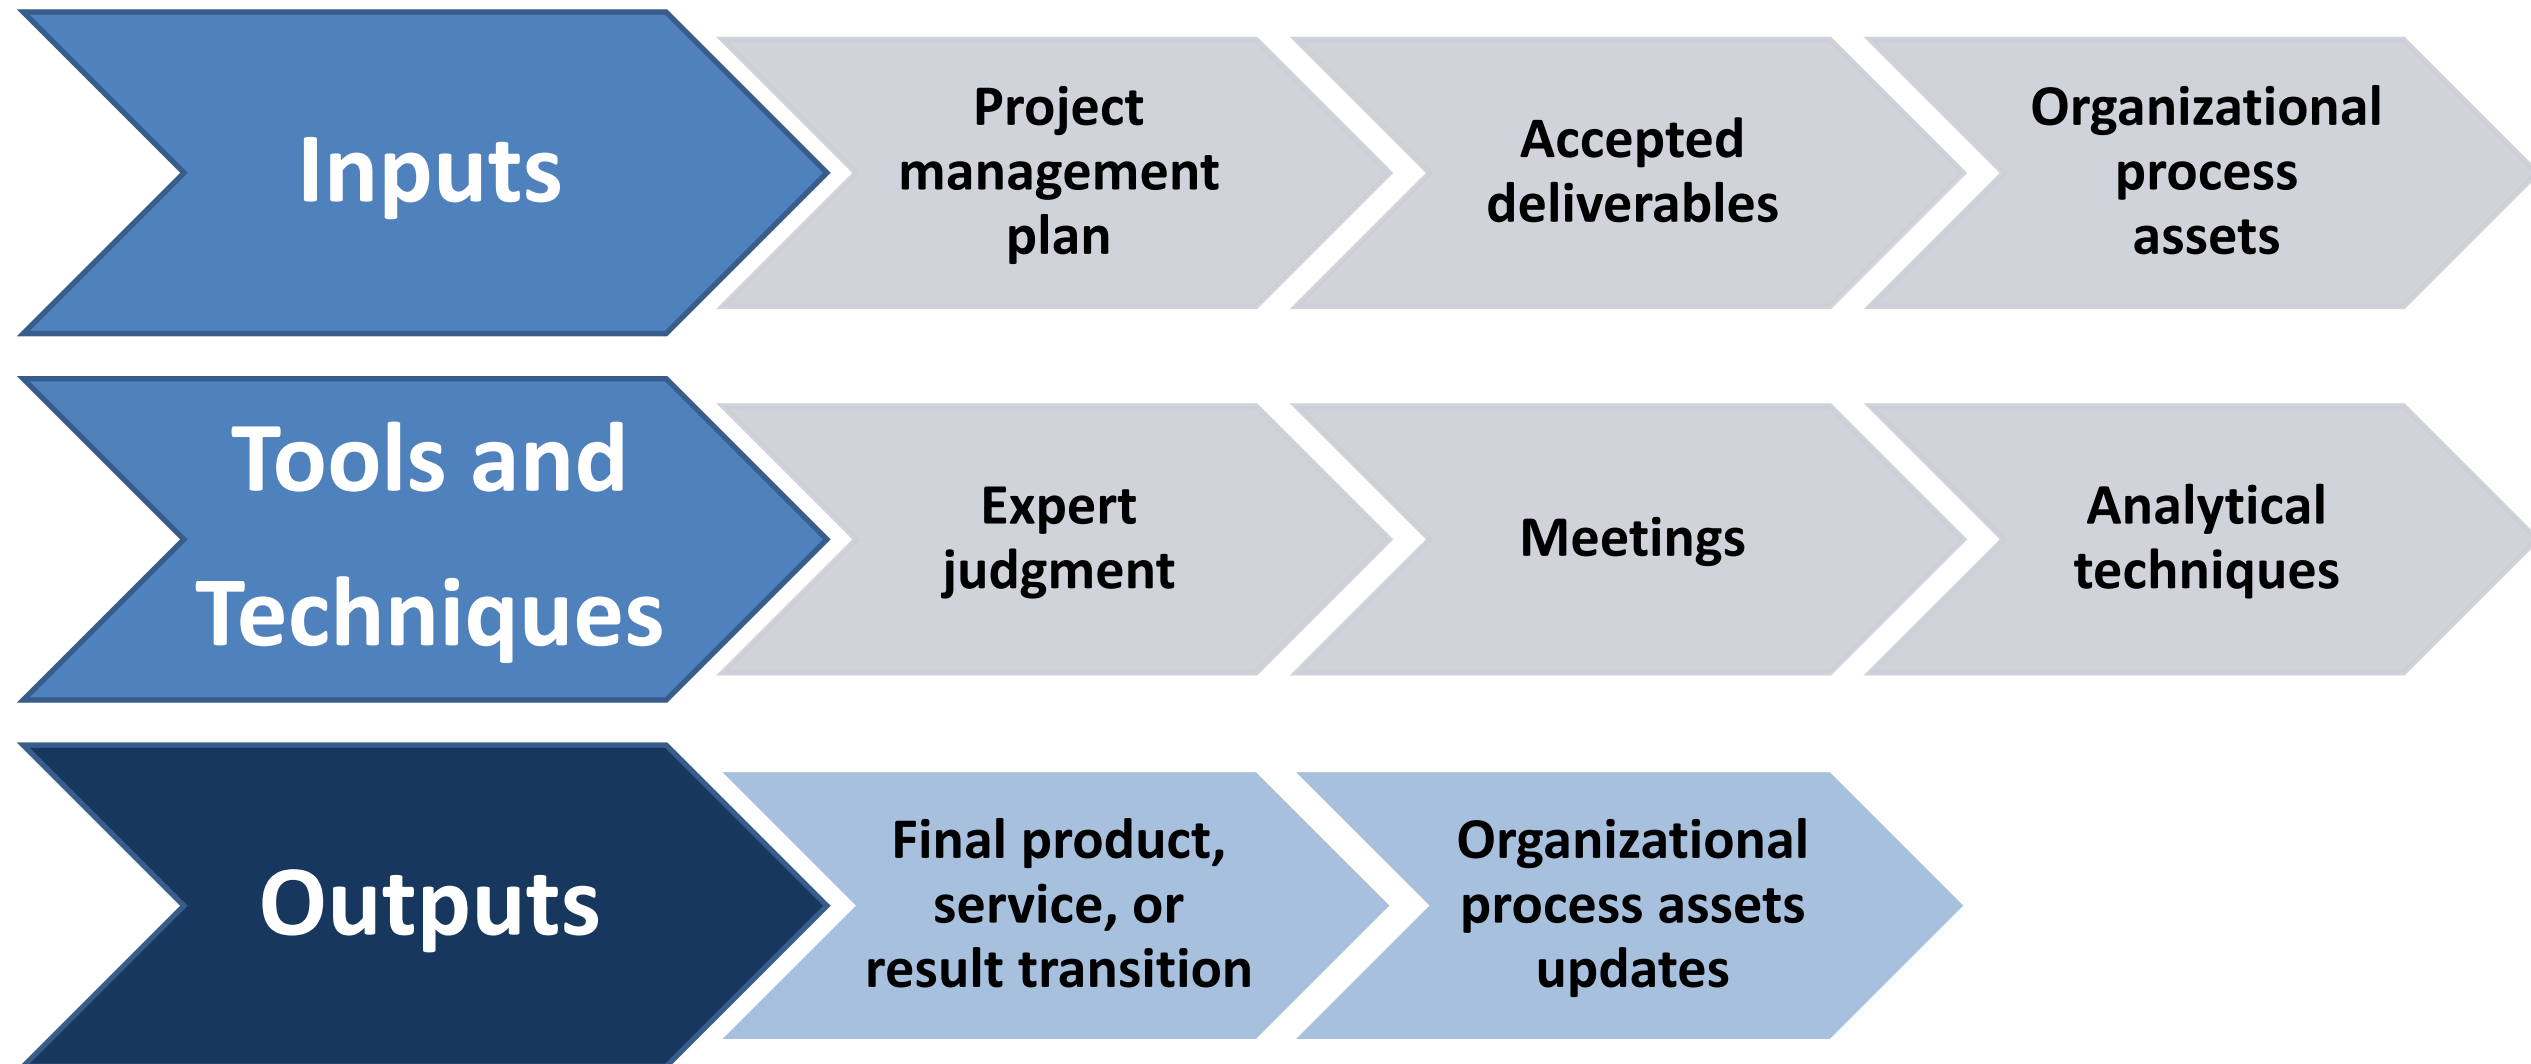 Inputs
Project
management
plan
Accepted
deliverables
Organizational
process
assets
Tools and
Techniques
Expert
judgment
Meetings
Analytical
techniques
Outputs
Final product,
service, or
result transition
Organizational
process assets
updates